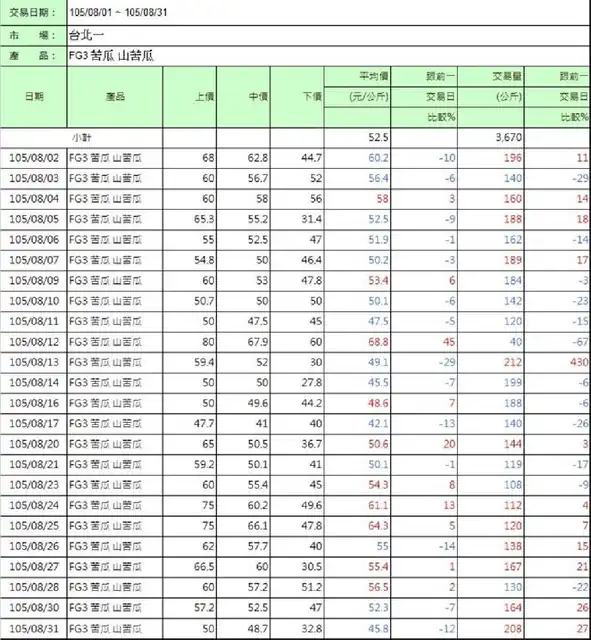 交易日期： 105/08/01 ~ 105/08/31
市 場： 台北一
產 品： FG3 苦瓜 山苦瓜
日期 產品 上價 中價 下價 平均價 (元/公斤) 跟前一 交易日 比較% 交易量 (公斤) 跟前一 交易日 比較%
小計 52.5 3,670
105/08/02 FG3 苦瓜 山苦瓜 68 62.8 44.7 60.2 -10 196 11
105/08/03 FG3 苦瓜 山苦瓜 60 56.7 52 56.4 -6 140 -29
105/08/04 FG3 苦瓜 山苦瓜 60 58 56 58 3 160 14
105/08/05 FG3 苦瓜 山苦瓜 65.3 55.2 31.4 52.5 -9 188 18
105/08/06 FG3 苦瓜 山苦瓜 55 52.5 47 51.9 -1 162 -14
105/08/07 FG3 苦瓜 山苦瓜 54.8 50 46.4 50.2 -3 189 17
105/08/09 FG3 苦瓜 山苦瓜 60 53 47.8 53.4 6 184 -3
105/08/10 FG3 苦瓜 山苦瓜 50.7 50 50 50.1 -6 142 -23
105/08/11 FG3 苦瓜 山苦瓜 50 47.5 45 47.5 -5 120 -15
105/08/12 FG3 苦瓜 山苦瓜 80 67.9 60 68.8 45 40 -67
105/08/13 FG3 苦瓜 山苦瓜 59.4 52 30 49.1 -29 212 430
105/08/14 FG3 苦瓜 山苦瓜 50 50 27.8 45.5 -7 199 -6
105/08/16 FG3 苦瓜 山苦瓜 50 49.6 44.2 48.6 7 188 -6
105/08/17 FG3 苦瓜 山苦瓜 47.7 41 40 42.1 -13 140 -26
105/08/20 FG3 苦瓜 山苦瓜 65 50.5 36.7 50.6 20 144 3
105/08/21 FG3 苦瓜 山苦瓜 59.2 50.1 41 50.1 -1 119 -17
105/08/23 FG3 苦瓜 山苦瓜 60 55.4 45 54.3 8 108 -9
105/08/24 FG3 苦瓜 山苦瓜 75 60.2 49.6 61.1 13 112 4
105/08/25 FG3 苦瓜 山苦瓜 75 66.1 47.8 64.3 5 120 7
105/08/26 FG3 苦瓜 山苦瓜 62 57.7 40 55 -14 138 15
105/08/27 FG3 苦瓜 山苦瓜 66.5 60 30.5 55.4 1 167 21
105/08/28 FG3 苦瓜 山苦瓜 60 57.2 51.2 56.5 2 130 -22
105/08/30 FG3 苦瓜 山苦瓜 57.2 52.5 47 52.3 -7 164 26
105/08/31 FG3 苦瓜 山苦瓜 50 48.7 32.8 45.8 -12 208 27